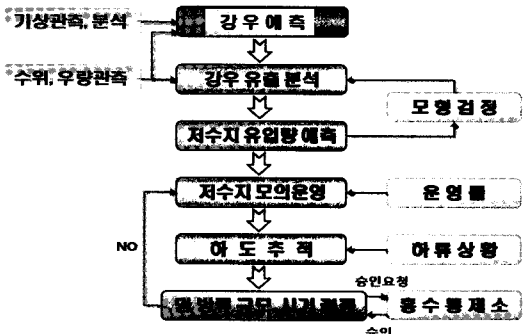 기상관측, 분석
강 우 예 측
수위, 우량관측
강우 유출 분석
모 형 검 정
저수지 유입량 예측
저수지 모의운영
운 영 률
NO
하 도 추 적
하 류 상 황
승인요청
홍 수 통 제 소
승인